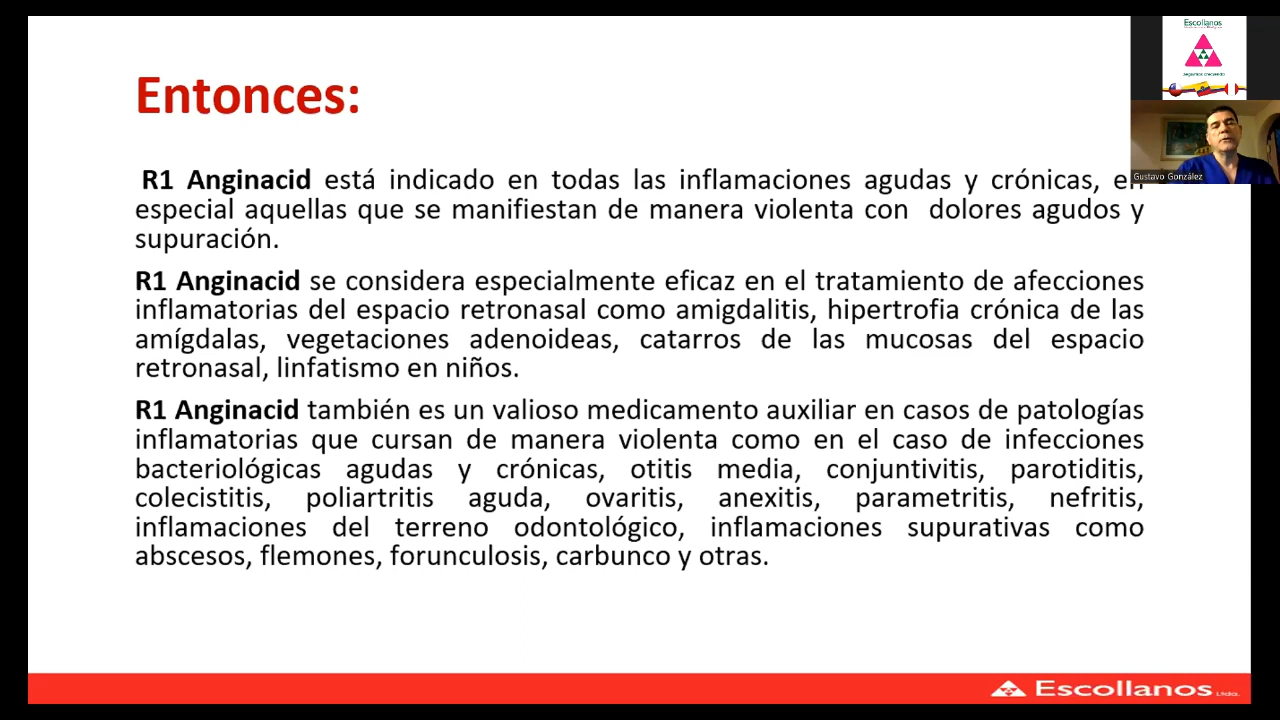 Entonces:
R1 Anginacid está indicado en todas las inflamaciones agudas y crónicas, en
especial aquellas que se manifiestan de manera violenta con dolores agudos y
supuración.
R1 Anginacid se considera especialmente eficaz en el tratamiento de afecciones
inflamatorias del espacio retronasal como amigdalitis, hipertrofia crónica de las
amígdalas, vegetaciones adenoideas, catarros de las mucosas del espacio
retronasal, linfatismo en niños.
R1 Anginacid también es un valioso medicamento auxiliar en casos de patologías
inflamatorias que cursan de manera violenta como en el caso de infecciones
bacteriológicas agudas y crónicas, otitis media, conjuntivitis, parotiditis,
colecistitis, poliartritis aguda, ovaritis, anexitis, parametritis, nefritis,
inflamaciones del terreno odontológico, inflamaciones supurativas como
abscesos, flemones, forunculosis, carbunco y otras.
Escollanos
Gustavo González
Escollanos Ltda.